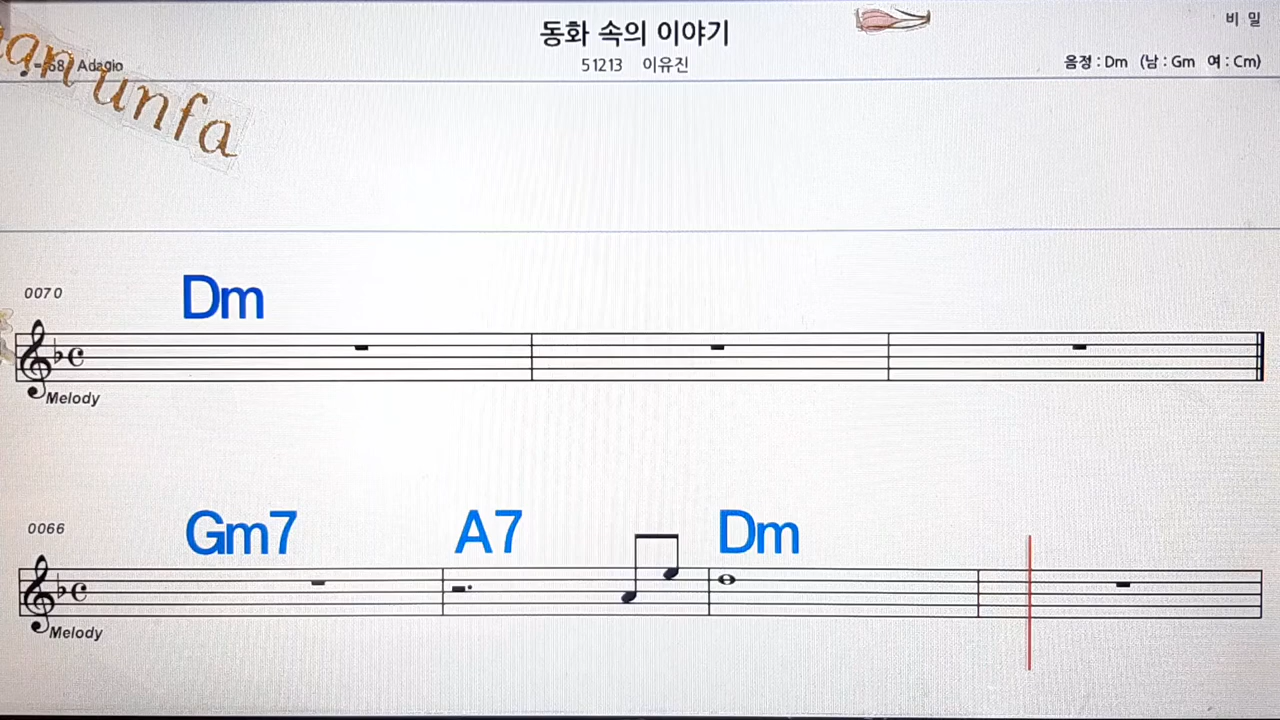 동화 속의 이야기
비 밀
51213 이유진
Adagio
음정 : Dm (남 : Gm 여 : Cm)
unfa
0070
Dm
Melody
0066
Gm7 A7 Dm
Melody